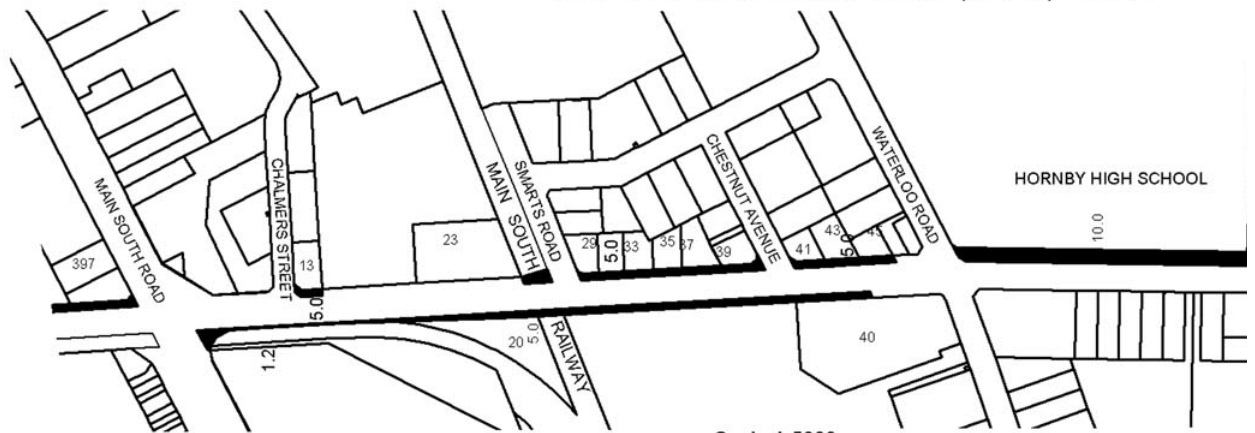 MAIN SOUTH ROAD
CHALMERS STREET
MAIN SOUTH
SMARTS ROAD
CHESTNUT AVENUE
WATERLOO ROAD
HORNBY HIGH SCHOOL
10.0
397
13
5.0
23
29
5.0
33
35
37
39
41
43
5.0
45
1.2
20
5.0
RAILWAY
40